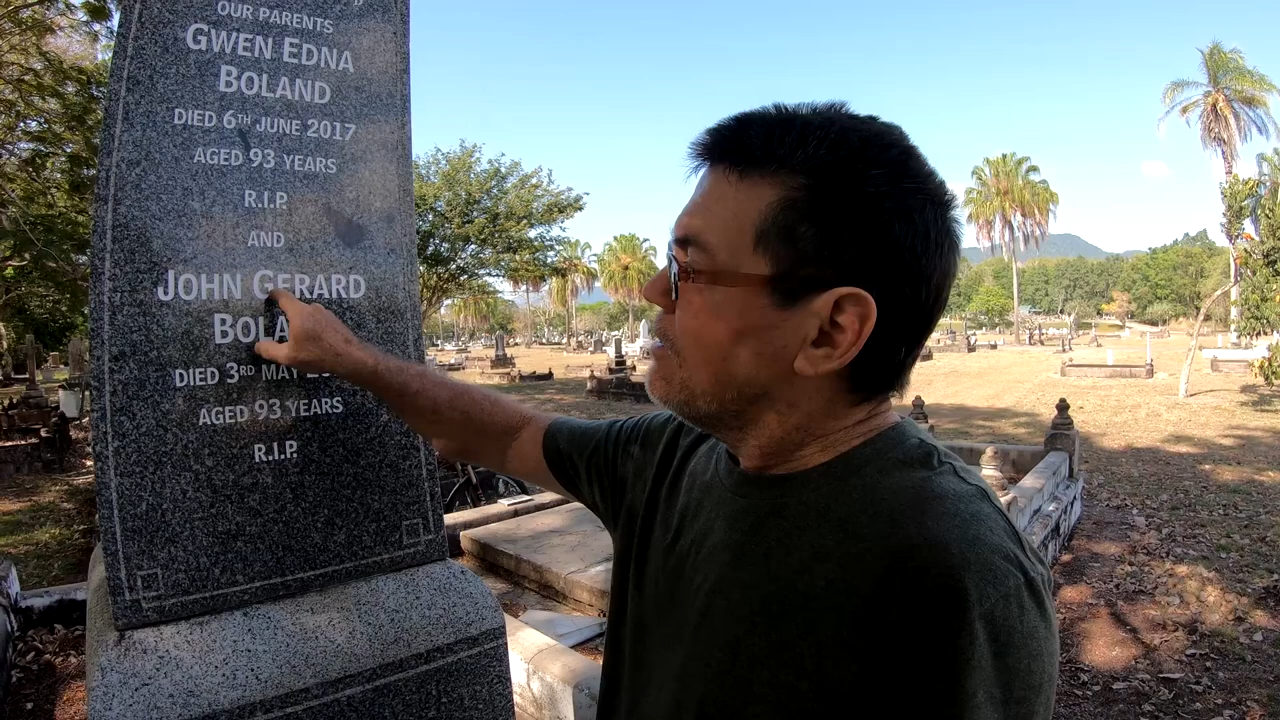 OUR PARENTS
GWEN EDNA
BOLAND
DIED 6TH JUNE 2017
AGED 93 YEARS
R.I.P
AND
JOHN GERARD
BOLA
DIED 3RD MAY
AGED 93 YEARS
R.I.P.